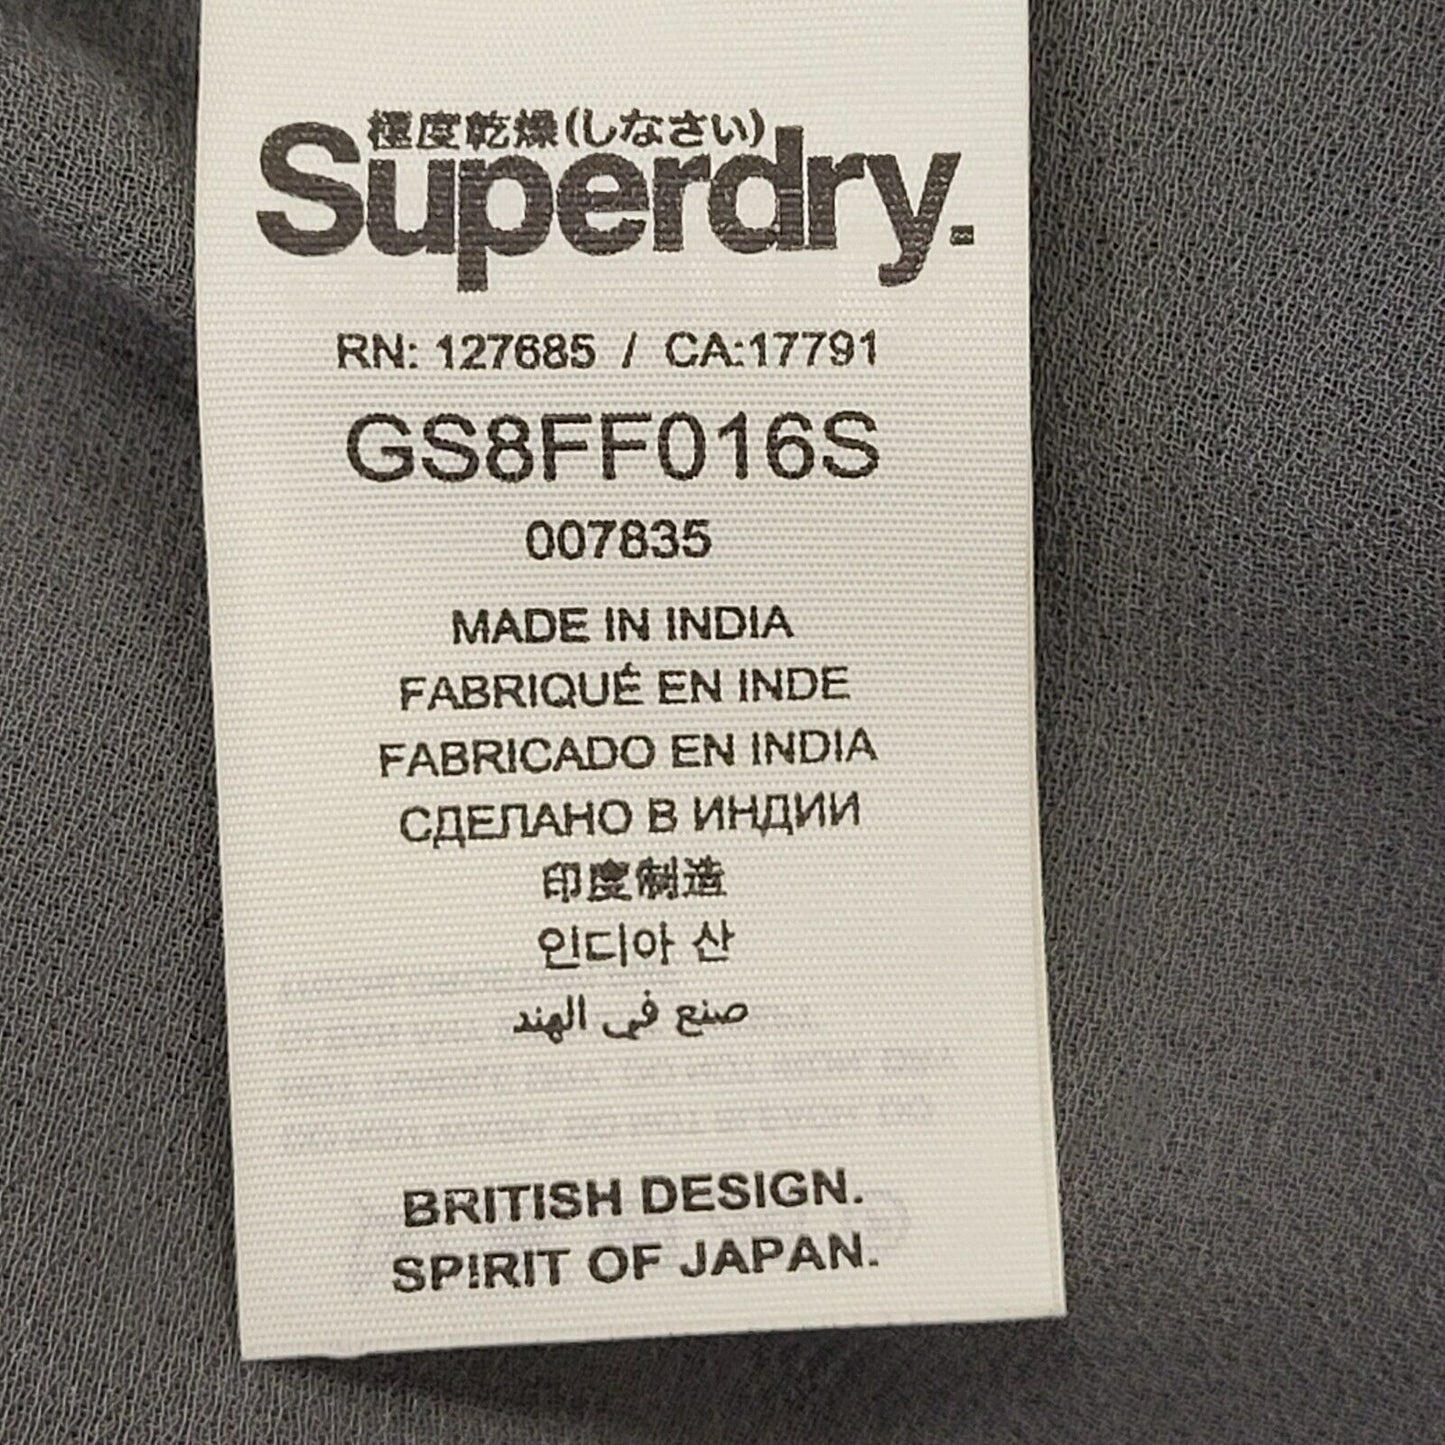 極度乾燥(しなさい)
Superdry.
RN: 127685 / CA:17791
GS8FF016S
007835
MADE IN INDIA
FABRIQUÉ EN INDE
FABRICADO EN INDIA
СДЕЛАНО В ИНДИИ
印度制造
인디아 산
صنع في الهند
BRITISH DESIGN.
SPIRIT OF JAPAN.